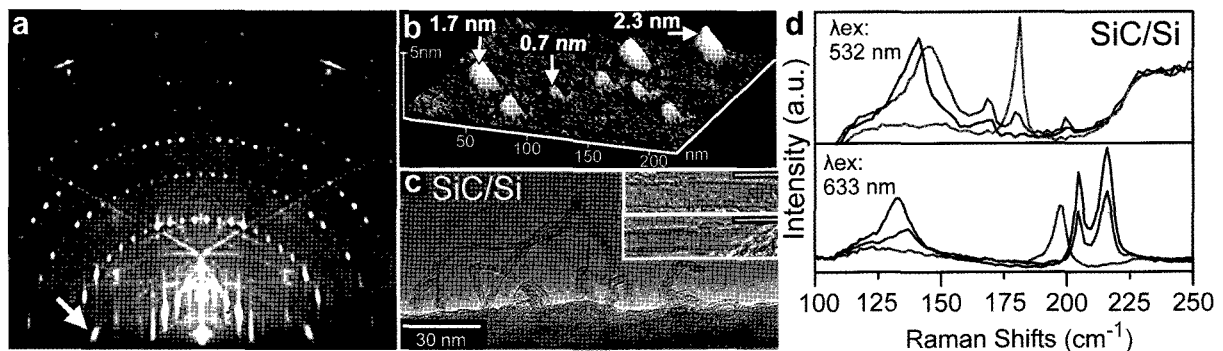 a
b
1.7 nm
2.3 nm
0.7 nm
5nm
50
100
150
200
nm
c
SiC/Si
30 nm
d
λex:
532 nm
SiC/Si
λex:
633 nm
Intensity (a.u.)
100 125 150 175 200 225 250
Raman Shifts (cm⁻¹)